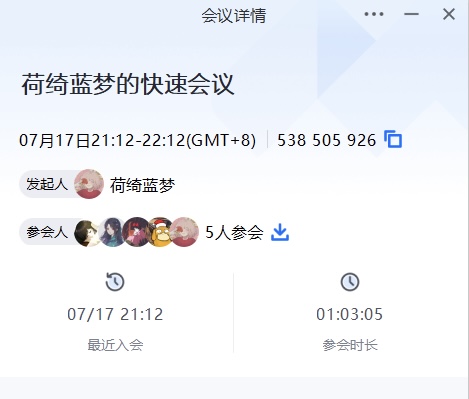 会议详情
荷绮蓝梦的快速会议
07月17日21:12-22:12(GMT+8) 538 505 926
发起人 荷绮蓝梦
参会人 5人参会
07/17 21:12 01:03:05
最近入会 参会时长